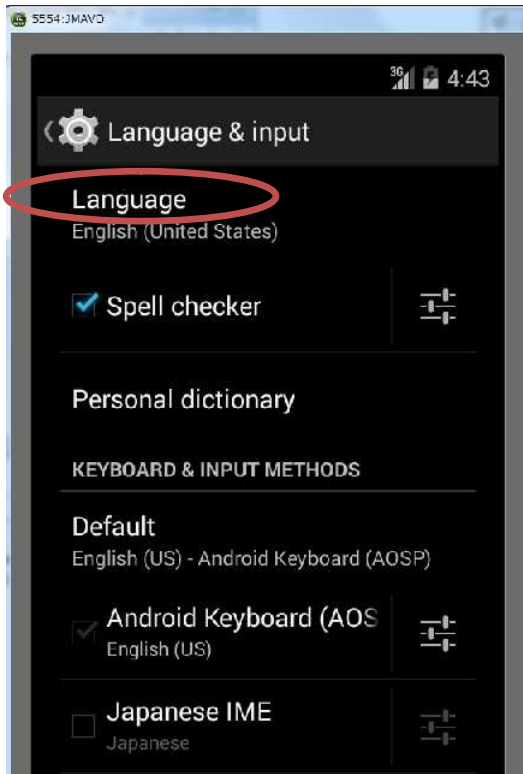 5554:JMAVD
3G 4:43
Language & input
Language
English (United States)
Spell checker
Personal dictionary
KEYBOARD & INPUT METHODS
Default
English (US) - Android Keyboard (AOSP)
Android Keyboard (AOS
English (US)
Japanese IME
Japanese